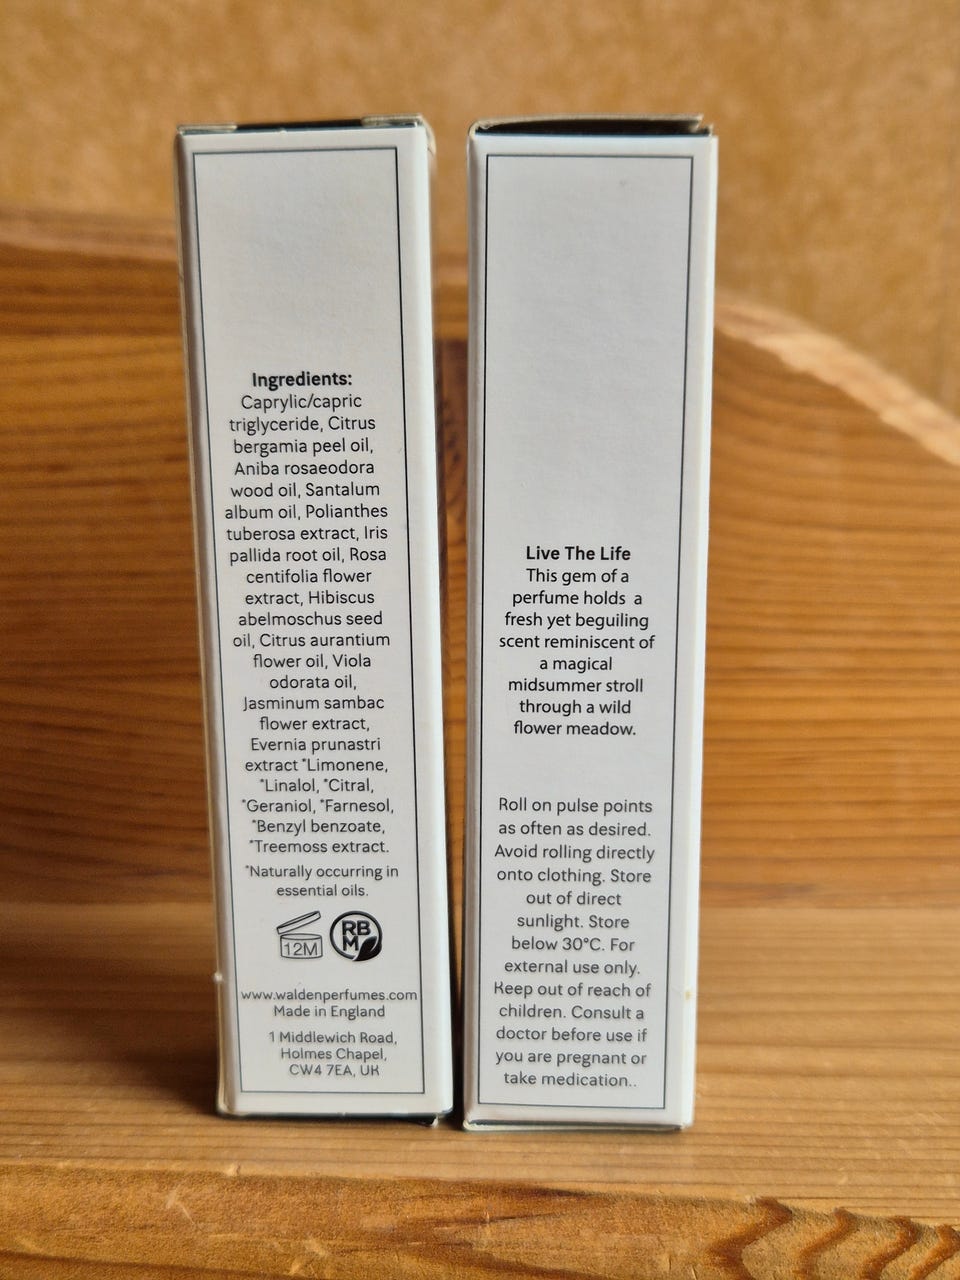 Ingredients:
Caprylic/capric
triglyceride, Citrus
bergamia peel oil,
Aniba rosaeodora
wood oil, Santalum
album oil, Polianthes
tuberosa extract, Iris
pallida root oil, Rosa
centifolia flower
extract, Hibiscus
abelmoschus seed
oil, Citrus aurantium
flower oil, Viola
odorata oil,
Jasminum sambac
flower extract,
Evernia prunastri
extract *Limonene,
*Linalol, *Citral,
*Geraniol, *Farnesol,
*Benzyl benzoate,
*Treemoss extract.
*Naturally occurring in
essential oils.
12M
RB
M
www.waldenperfumes.com
Made in England
1 Middlewich Road,
Holmes Chapel,
CW4 7EA, UK
Live The Life
This gem of a
perfume holds  a
fresh yet beguiling
scent reminiscent of
a magical
midsummer stroll
through a wild
flower meadow.
Roll on pulse points
as often as desired.
Avoid rolling directly
onto clothing. Store
out of direct
sunlight. Store
below 30°C. For
external use only.
Keep out of reach of
children. Consult a
doctor before use if
you are pregnant or
take medication..